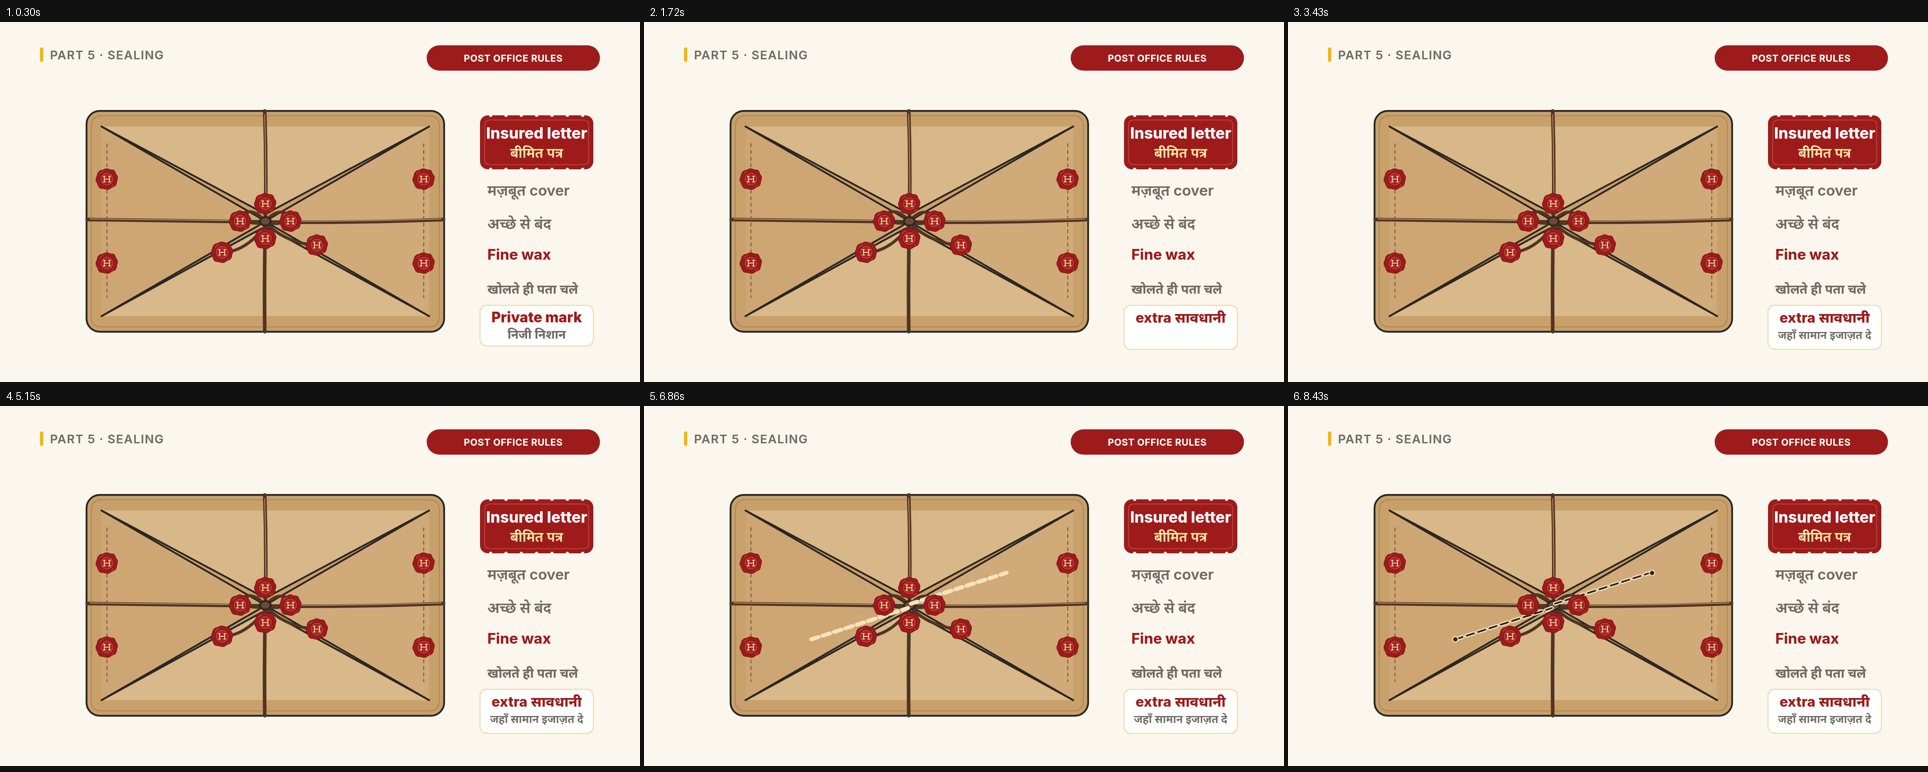 1. 0.30s
PART 5 · SEALING
POST OFFICE RULES
Insured letter
बीमित पत्र
मज़बूत cover
अच्छे से बंद
Fine wax
खोलते ही पता चले
Private mark
निजी निशान
H
H
H
H
H
H
H
H
H
H
2. 1.72s
PART 5 · SEALING
POST OFFICE RULES
Insured letter
बीमित पत्र
मज़बूत cover
अच्छे से बंद
Fine wax
खोलते ही पता चले
extra सावधानी
H
H
H
H
H
H
H
H
H
H
3. 3.43s
PART 5 · SEALING
POST OFFICE RULES
Insured letter
बीमित पत्र
मज़बूत cover
अच्छे से बंद
Fine wax
खोलते ही पता चले
extra सावधानी
जहाँ सामान इजाज़त दे
H
H
H
H
H
H
H
H
H
H
4. 5.15s
PART 5 · SEALING
POST OFFICE RULES
Insured letter
बीमित पत्र
मज़बूत cover
अच्छे से बंद
Fine wax
खोलते ही पता चले
extra सावधानी
जहाँ सामान इजाज़त दे
H
H
H
H
H
H
H
H
H
H
5. 6.86s
PART 5 · SEALING
POST OFFICE RULES
Insured letter
बीमित पत्र
मज़बूत cover
अच्छे से बंद
Fine wax
खोलते ही पता चले
extra सावधानी
जहाँ सामान इजाज़त दे
H
H
H
H
H
H
H
H
H
H
6. 8.43s
PART 5 · SEALING
POST OFFICE RULES
Insured letter
बीमित पत्र
मज़बूत cover
अच्छे से बंद
Fine wax
खोलते ही पता चले
extra सावधानी
जहाँ सामान इजाज़त दे
H
H
H
H
H
H
H
H
H
H